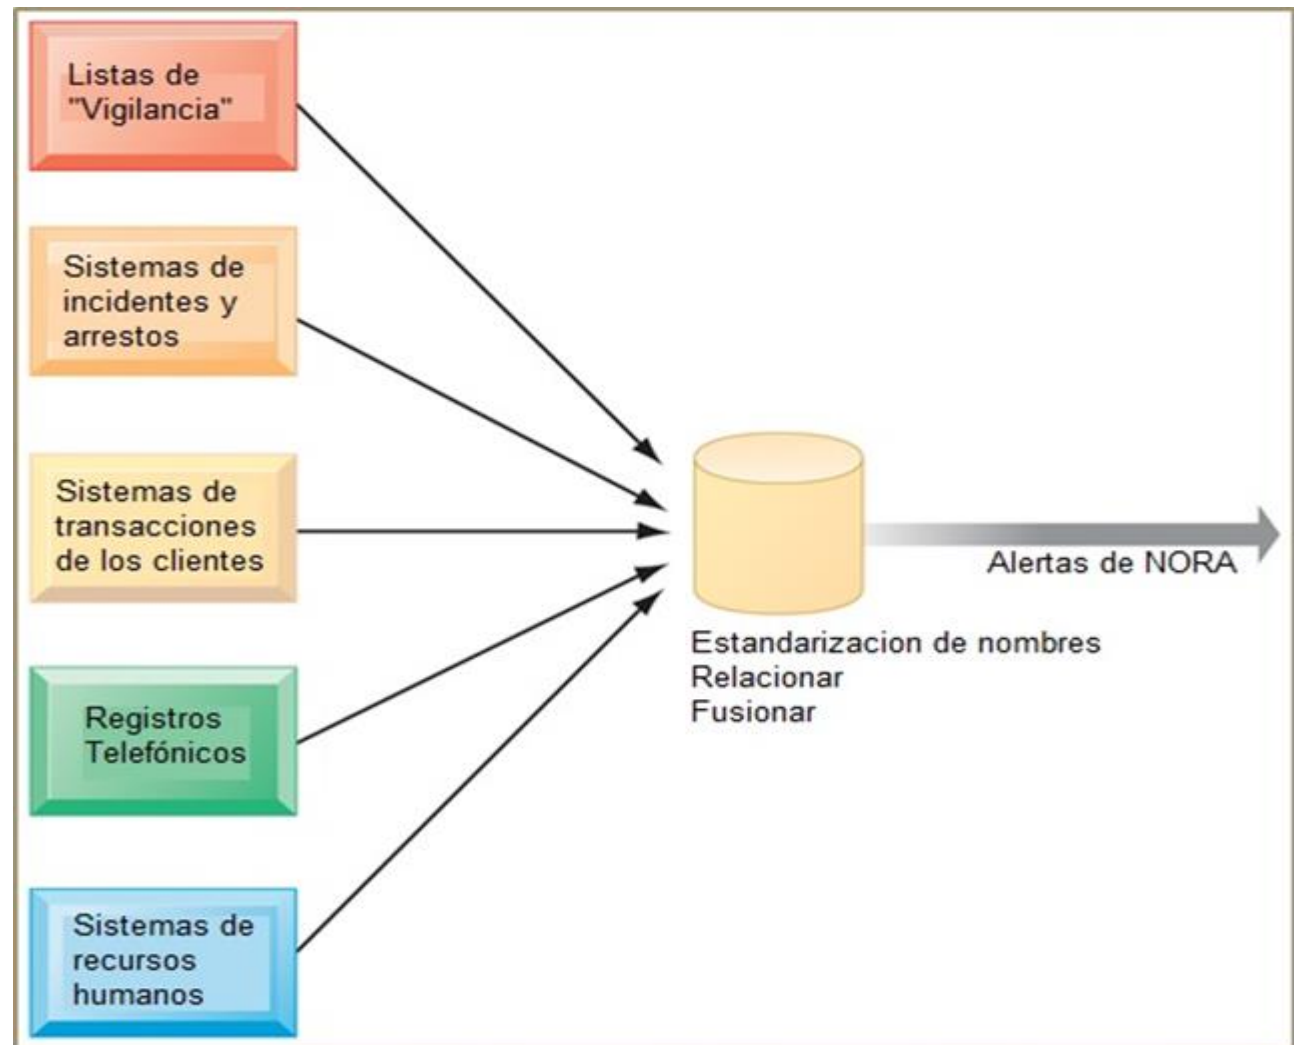 Listas de
"Vigilancia"
Sistemas de
incidentes y
arrestos
Sistemas de
transacciones
de los clientes
Registros
Telefónicos
Sistemas de
recursos
humanos
Estandarizacion de nombres
Relacionar
Fusionar
Alertas de NORA